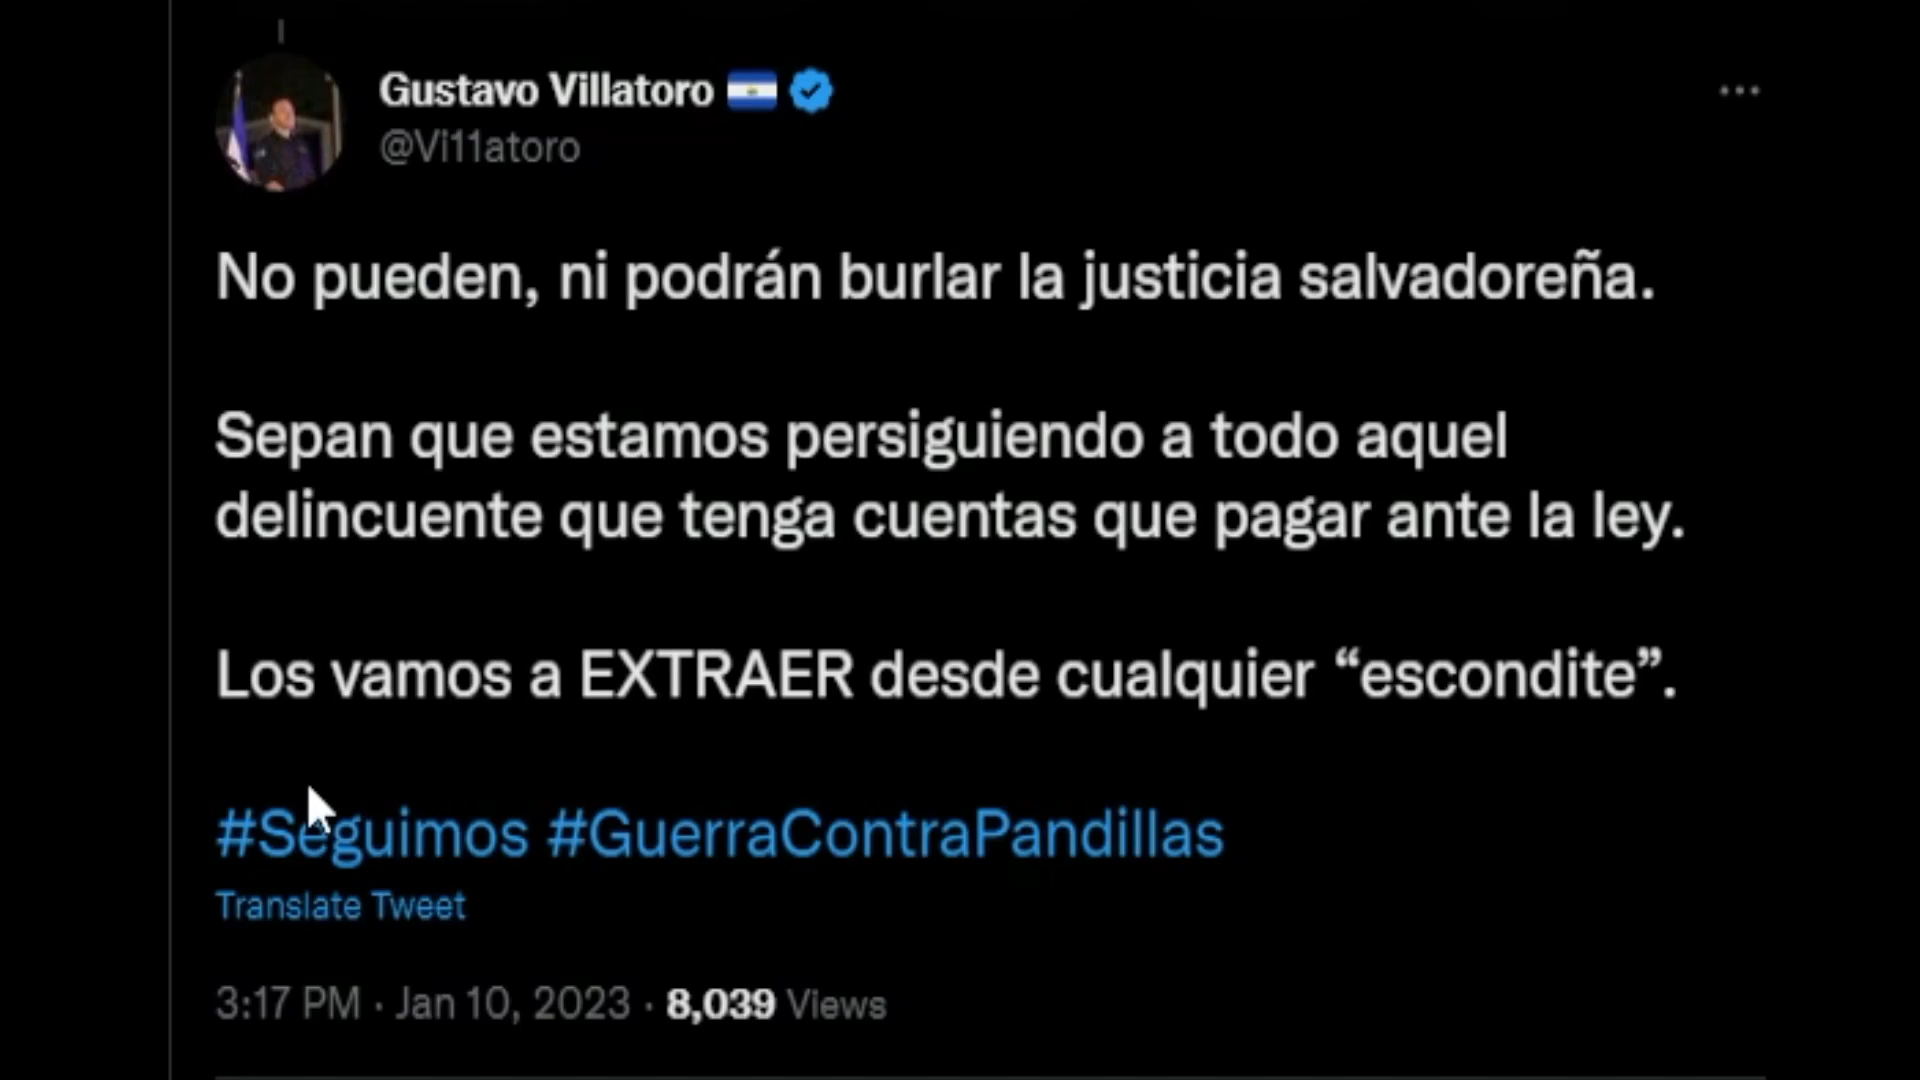 Gustavo Villatoro
@Vi11atoro
No pueden, ni podrán burlar la justicia salvadoreña.
Sepan que estamos persiguiendo a todo aquel
delincuente que tenga cuentas que pagar ante la ley.
Los vamos a EXTRAER desde cualquier “escondite”.
#Seguimos #GuerraContraPandillas
Translate Tweet
3:17 PM · Jan 10, 2023 · 8,039 Views